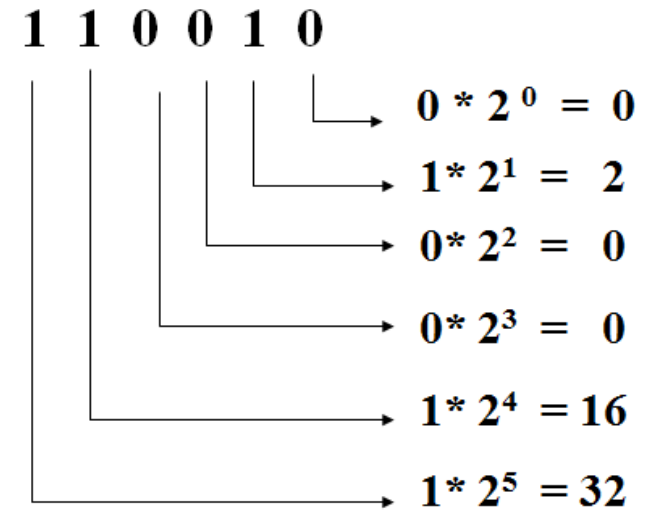 1 1 0 0 1 0
0 * 2⁰ = 0
1* 2¹ = 2
0* 2² = 0
0* 2³ = 0
1* 2⁴ = 16
1* 2⁵ = 32